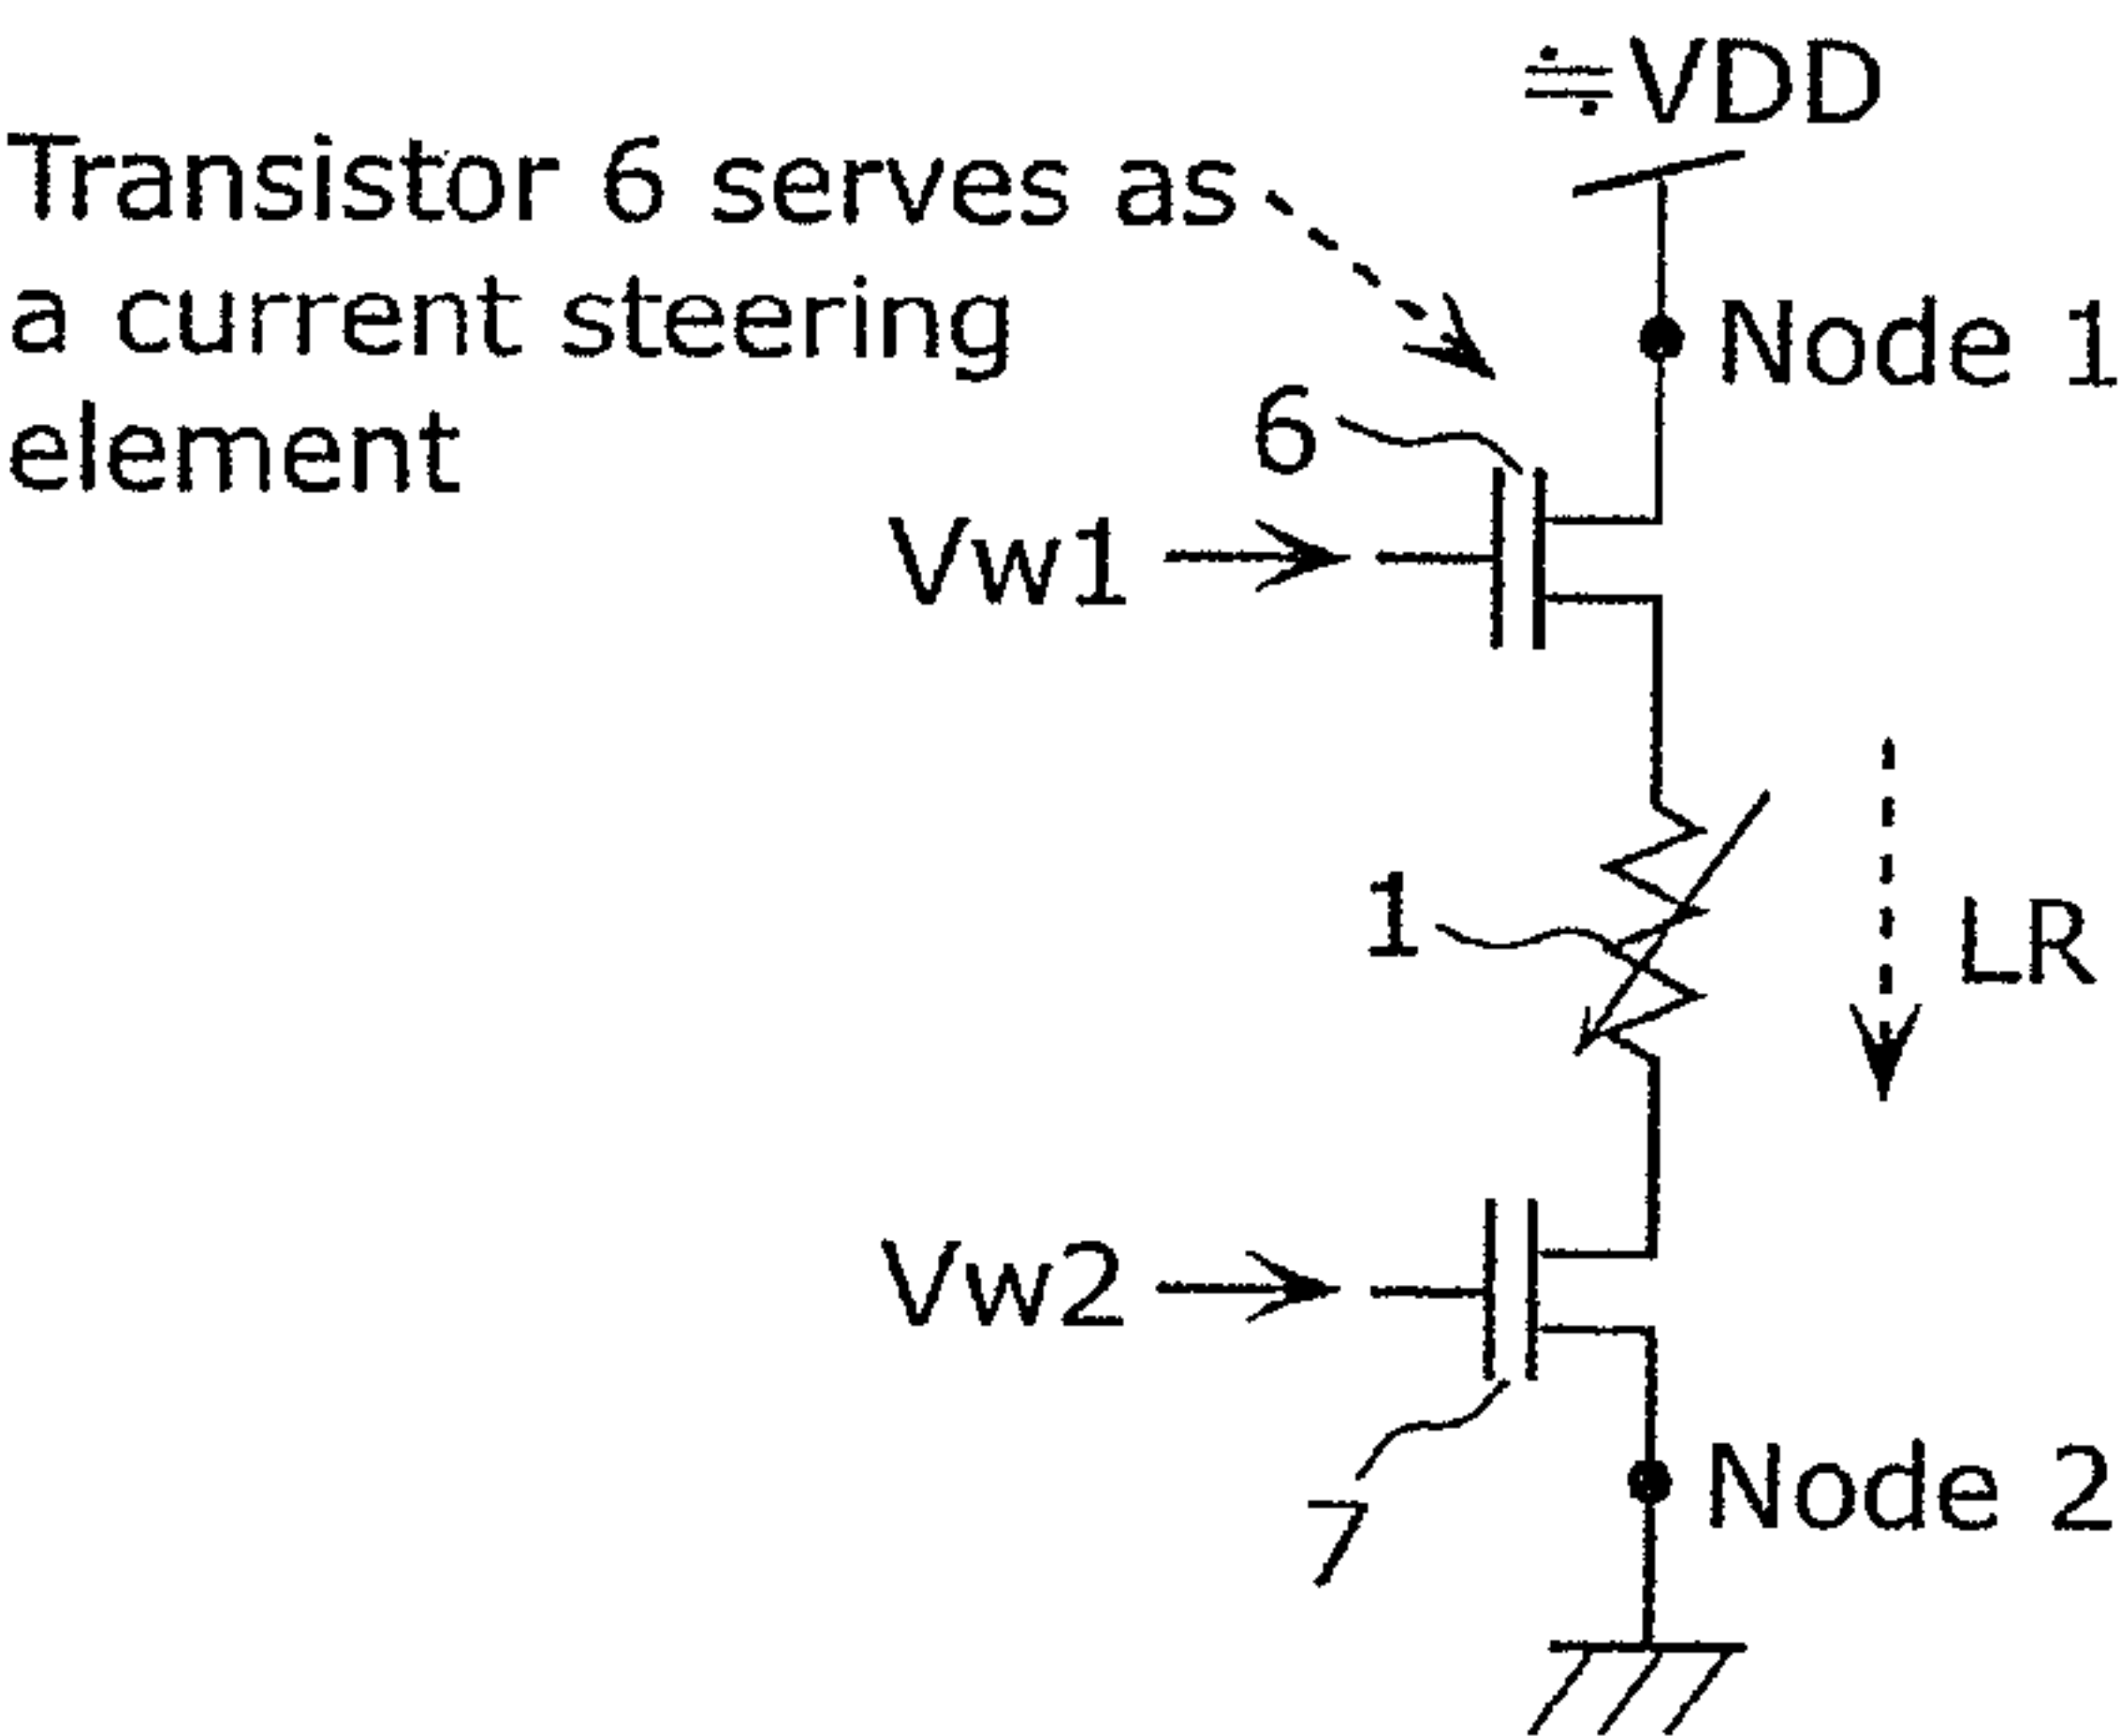 ≒VDD
Transistor 6 serves as
a current steering
element
Node 1
6
Vw1
1
LR
Vw2
7
Node 2